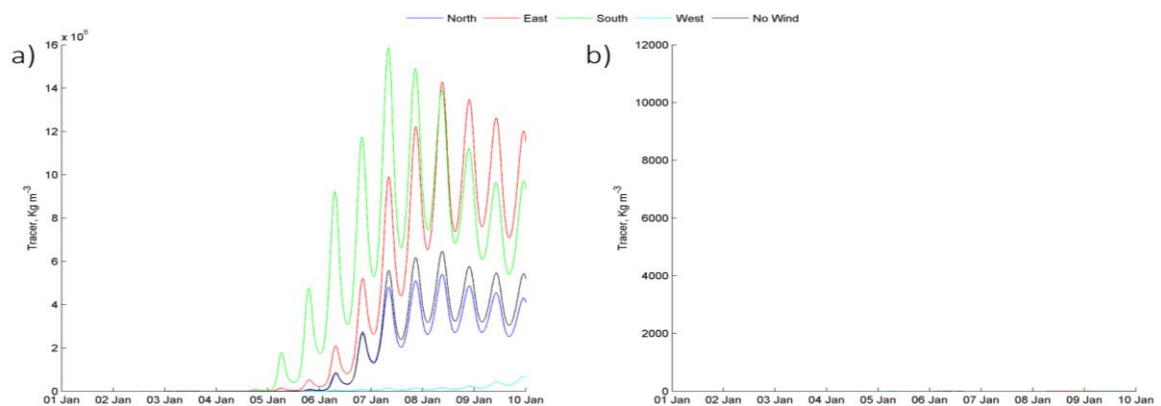 North East South West No Wind
a)
x 10⁸
16
14
12
10
8
6
4
2
0
Tracer, Kg m⁻³
01 Jan 02 Jan 03 Jan 04 Jan 05 Jan 06 Jan 07 Jan 08 Jan 09 Jan 10 Jan
b)
12000
10000
8000
6000
4000
2000
0
Tracer, Kg m⁻³
01 Jan 02 Jan 03 Jan 04 Jan 05 Jan 06 Jan 07 Jan 08 Jan 09 Jan 10 Jan